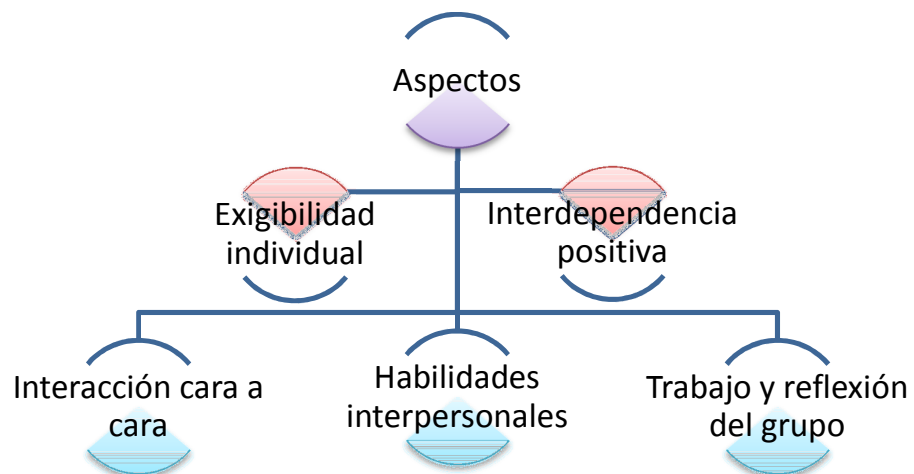 Aspectos
Exigibilidad
individual
Interdependencia
positiva
Interacción cara a
cara
Habilidades
interpersonales
Trabajo y reflexión
del grupo